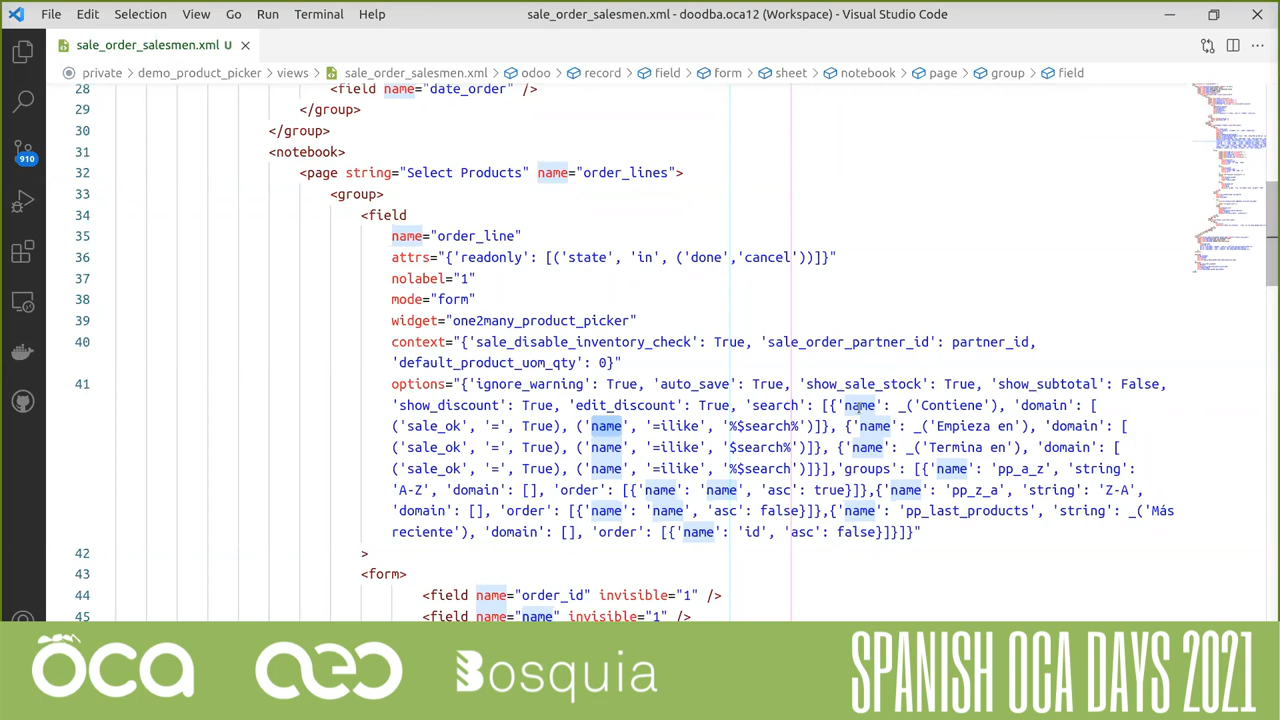 File Edit Selection View Go Run Terminal Help
sale_order_salesmen.xml - doodba.oca12 (Workspace) - Visual Studio Code
sale_order_salesmen.xml U
private › demo_product_picker › views › sale_order_salesmen.xml › odoo › record › field › form › sheet › notebook › page › group › field
28 <field name="date_order" />
29 </group>
30 </group>
31 <notebook>
32 <page string="Select Products" name="order_lines">
33 <group>
34 <field
35 name="order_line"
36 attrs="{'readonly': [('state', 'in', ('done','cancel'))]}"
37 nolabel="1"
38 mode="form"
39 widget="one2many_product_picker"
40 context="{'sale_disable_inventory_check': True, 'sale_order_partner_id': partner_id,
'default_product_uom_qty': 0}"
41 options="{'ignore_warning': True, 'auto_save': True, 'show_sale_stock': True, 'show_subtotal': False,
'show_discount': True, 'edit_discount': True, 'search': [{'name': _('Contiene'), 'domain': [
('sale_ok', '=', True), ('name', '=ilike', '%$search%')]}, {'name': _('Empieza en'), 'domain': [
('sale_ok', '=', True), ('name', '=ilike', '$search%')]}, {'name': _('Termina en'), 'domain': [
('sale_ok', '=', True), ('name', '=ilike', '%$search')]}],'groups': [{'name': 'pp_a_z', 'string':
'A-Z', 'domain': [], 'order': [{'name': 'name', 'asc': true}]},{'name': 'pp_z_a', 'string': 'Z-A',
'domain': [], 'order': [{'name': 'name', 'asc': false}]},{'name': 'pp_last_products', 'string': _('Más
reciente'), 'domain': [], 'order': [{'name': 'id', 'asc': false}]}]}"
42 >
43 <form>
44 <field name="order_id" invisible="1" />
45 <field name="name" invisible="1" />
910
oca aeo Bosquia
SPANISH OCA DAYS 2021